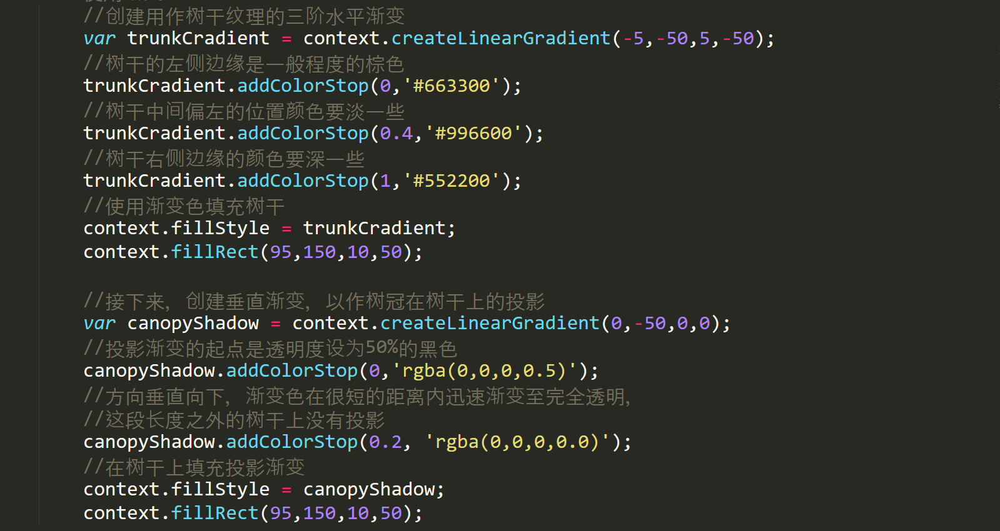 //创建用作树干纹理的三阶水平渐变
var trunkCradient = context.createLinearGradient(-5,-50,5,-50);
//树干的左侧边缘是一般程度的棕色
trunkCradient.addColorStop(0,'#663300');
//树干中间偏左的位置颜色要淡一些
trunkCradient.addColorStop(0.4,'#996600');
//树干右侧边缘的颜色要深一些
trunkCradient.addColorStop(1,'#552200');
//使用渐变色填充树干
context.fillStyle = trunkCradient;
context.fillRect(95,150,10,50);
//接下来，创建垂直渐变，以作树冠在树干上的投影
var canopyShadow = context.createLinearGradient(0,-50,0,0);
//投影渐变的起点是透明度设为50%的黑色
canopyShadow.addColorStop(0,'rgba(0,0,0,0.5)');
//方向垂直向下，渐变色在很短的距离内迅速渐变至完全透明，
//这段长度之外的树干上没有投影
canopyShadow.addColorStop(0.2, 'rgba(0,0,0,0.0)');
//在树干上填充投影渐变
context.fillStyle = canopyShadow;
context.fillRect(95,150,10,50);